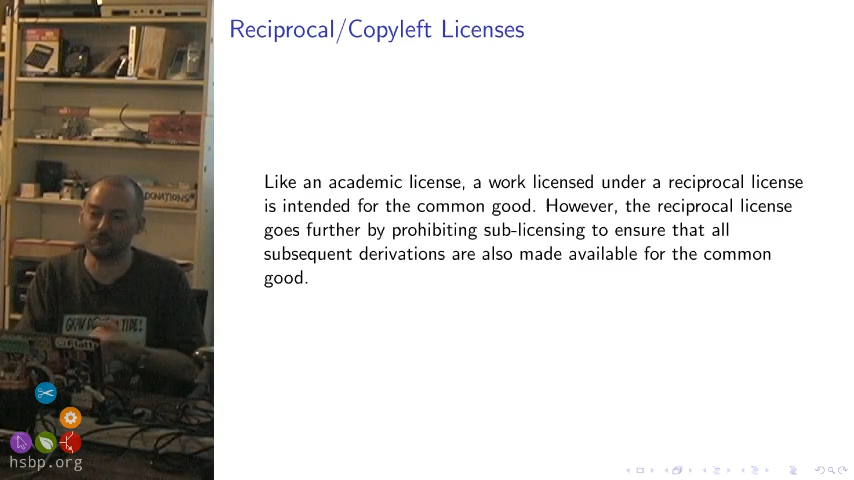 Reciprocal/Copyleft Licenses
Like an academic license, a work licensed under a reciprocal license
is intended for the common good. However, the reciprocal license
goes further by prohibiting sub-licensing to ensure that all
subsequent derivations are also made available for the common
good.
DONATIONS
hsbp.org